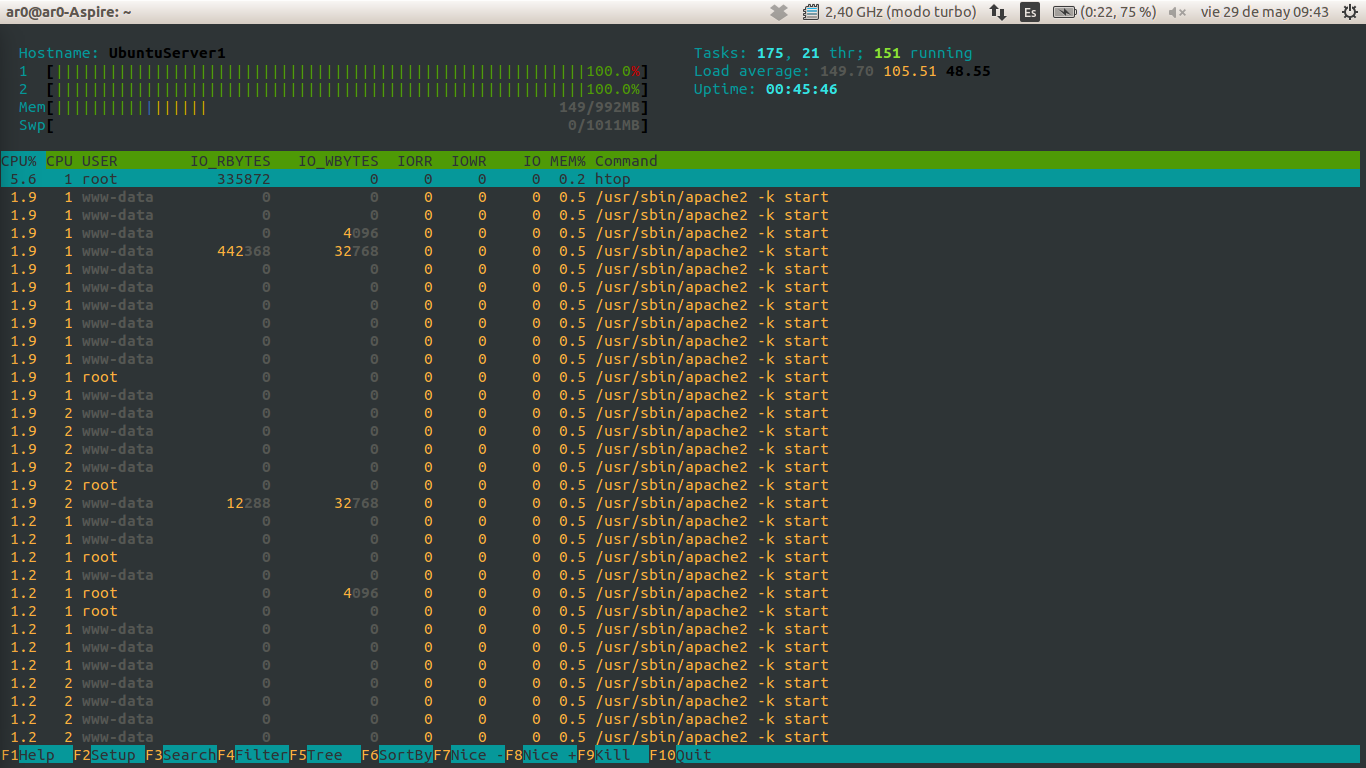 ar0@ar0-Aspire: ~ 2,40 GHz (modo turbo) Es (0:22, 75 %) vie 29 de may 09:43
Hostname: UbuntuServer1 Tasks: 175, 21 thr; 151 running
1 [||||||||||||||||||||||||||||||||||||||||||||||||||||||||||||100.0%] Load average: 149.70 105.51 48.55
2 [||||||||||||||||||||||||||||||||||||||||||||||||||||||||||||100.0%] Uptime: 00:45:46
Mem[||||||||||||||||| 149/992MB]
Swp[ 0/1011MB]
CPU% CPU USER IO_RBYTES IO_WBYTES IORR IOWR IO MEM% Command
5.6 1 root 335872 0 0 0 0 0.2 htop
1.9 1 www-data 0 0 0 0 0 0.5 /usr/sbin/apache2 -k start
1.9 1 www-data 0 0 0 0 0 0.5 /usr/sbin/apache2 -k start
1.9 1 www-data 0 4096 0 0 0 0.5 /usr/sbin/apache2 -k start
1.9 1 www-data 442368 32768 0 0 0 0.5 /usr/sbin/apache2 -k start
1.9 1 www-data 0 0 0 0 0 0.5 /usr/sbin/apache2 -k start
1.9 1 www-data 0 0 0 0 0 0.5 /usr/sbin/apache2 -k start
1.9 1 www-data 0 0 0 0 0 0.5 /usr/sbin/apache2 -k start
1.9 1 www-data 0 0 0 0 0 0.5 /usr/sbin/apache2 -k start
1.9 1 www-data 0 0 0 0 0 0.5 /usr/sbin/apache2 -k start
1.9 1 www-data 0 0 0 0 0 0.5 /usr/sbin/apache2 -k start
1.9 1 root 0 0 0 0 0 0.5 /usr/sbin/apache2 -k start
1.9 1 www-data 0 0 0 0 0 0.5 /usr/sbin/apache2 -k start
1.9 2 www-data 0 0 0 0 0 0.5 /usr/sbin/apache2 -k start
1.9 2 www-data 0 0 0 0 0 0.5 /usr/sbin/apache2 -k start
1.9 2 www-data 0 0 0 0 0 0.5 /usr/sbin/apache2 -k start
1.9 2 www-data 0 0 0 0 0 0.5 /usr/sbin/apache2 -k start
1.9 2 root 0 0 0 0 0 0.5 /usr/sbin/apache2 -k start
1.9 2 www-data 12288 32768 0 0 0 0.5 /usr/sbin/apache2 -k start
1.2 1 www-data 0 0 0 0 0 0.5 /usr/sbin/apache2 -k start
1.2 1 www-data 0 0 0 0 0 0.5 /usr/sbin/apache2 -k start
1.2 1 root 0 0 0 0 0 0.5 /usr/sbin/apache2 -k start
1.2 1 www-data 0 0 0 0 0 0.5 /usr/sbin/apache2 -k start
1.2 1 root 0 4096 0 0 0 0.5 /usr/sbin/apache2 -k start
1.2 1 root 0 0 0 0 0 0.5 /usr/sbin/apache2 -k start
1.2 1 www-data 0 0 0 0 0 0.5 /usr/sbin/apache2 -k start
1.2 1 www-data 0 0 0 0 0 0.5 /usr/sbin/apache2 -k start
1.2 1 www-data 0 0 0 0 0 0.5 /usr/sbin/apache2 -k start
1.2 2 www-data 0 0 0 0 0 0.5 /usr/sbin/apache2 -k start
1.2 2 www-data 0 0 0 0 0 0.5 /usr/sbin/apache2 -k start
1.2 2 www-data 0 0 0 0 0 0.5 /usr/sbin/apache2 -k start
1.2 2 www-data 0 0 0 0 0 0.5 /usr/sbin/apache2 -k start
F1Help F2Setup F3SearchF4FilterF5Tree F6SortByF7Nice -F8Nice +F9Kill F10Quit